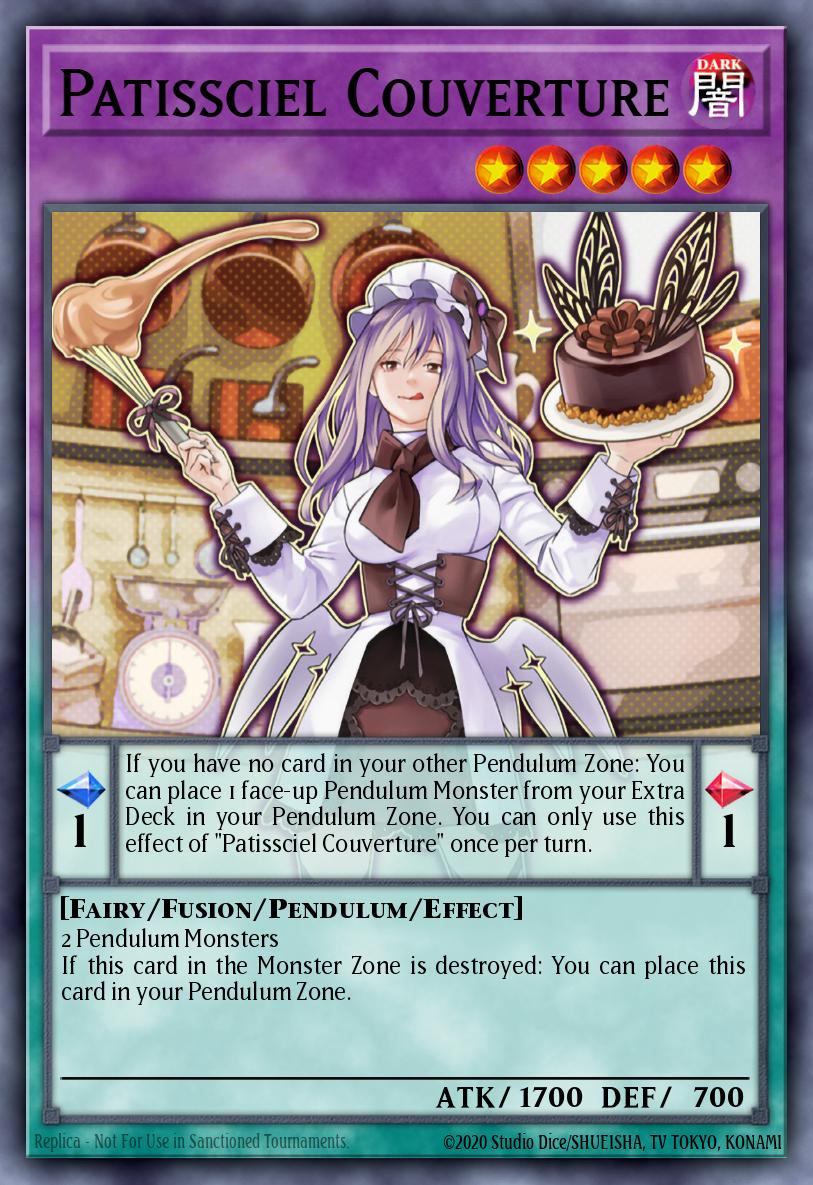 Patissciel Couverture
DARK
闇
If you have no card in your other Pendulum Zone: You
can place 1 face-up Pendulum Monster from your Extra
Deck in your Pendulum Zone. You can only use this
effect of "Patissciel Couverture" once per turn.
1
1
[Fairy/Fusion/Pendulum/Effect]
2 Pendulum Monsters
If this card in the Monster Zone is destroyed: You can place this
card in your Pendulum Zone.
ATK/ 1700 DEF/ 700
Replica - Not For Use in Sanctioned Tournaments.
©2020 Studio Dice/SHUEISHA, TV TOKYO, KONAMI